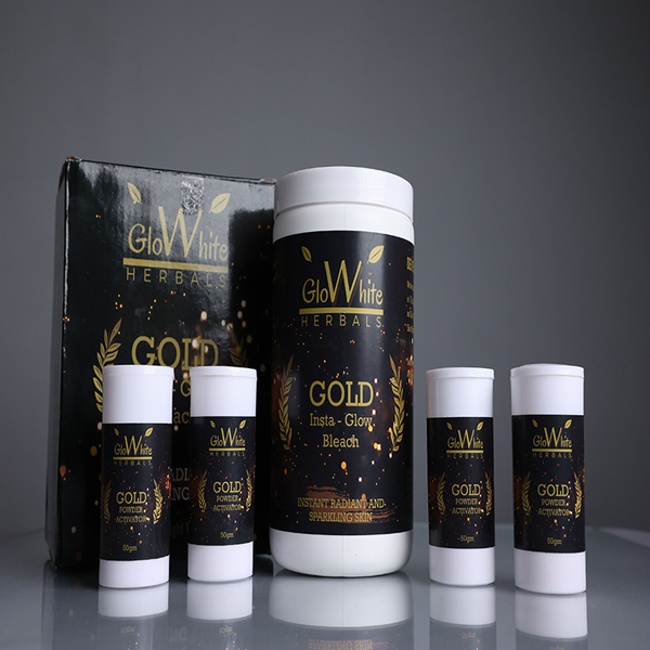 GloWhite
HERBALS
GOLD
GloWhite
HERBALS
GOLD
Insta - Glow
Bleach
INSTANT RADIANT AND
SPARKLING SKIN
GloWhite
HERBALS
GOLD
POWDER
ACTIVATOR
50gm
GloWhite
HERBALS
GOLD
POWDER
ACTIVATOR
50gm
GloWhite
HERBALS
GOLD
POWDER
ACTIVATOR
50gm
GloWhite
HERBALS
GOLD
POWDER
ACTIVATOR
50gm